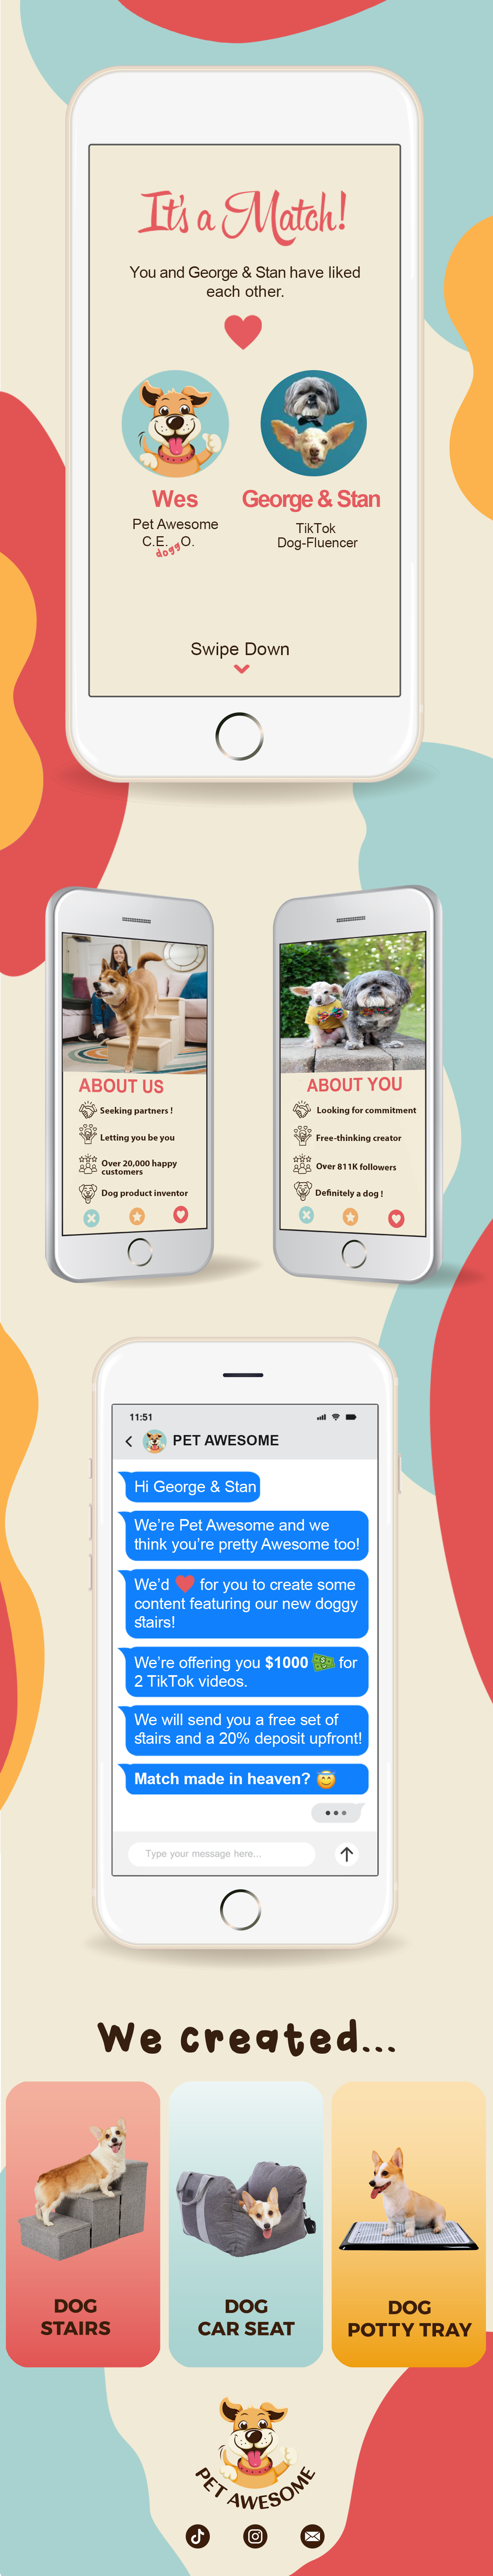 It's a Match!
You and George & Stan have liked
each other.
Wes
George & Stan
Pet Awesome
C.E. O.
doggo
TikTok
Dog-Fluencer
Swipe Down
ABOUT US
Seeking partners !
Letting you be you
Over 20,000 happy
customers
Dog product inventor
ABOUT YOU
Looking for commitment
Free-thinking creator
Over 811K followers
Definitely a dog !
11:51
PET AWESOME
Hi George & Stan
We're Pet Awesome and we
think you're pretty Awesome too!
We'd ❤️ for you to create some
content featuring our new doggy
stairs!
We're offering you $1000 💵 for
2 TikTok videos.
We will send you a free set of
stairs and a 20% deposit upfront!
Match made in heaven? 😇
Type your message here...
We created...
DOG
STAIRS
DOG
CAR SEAT
DOG
POTTY TRAY
PET AWESOME